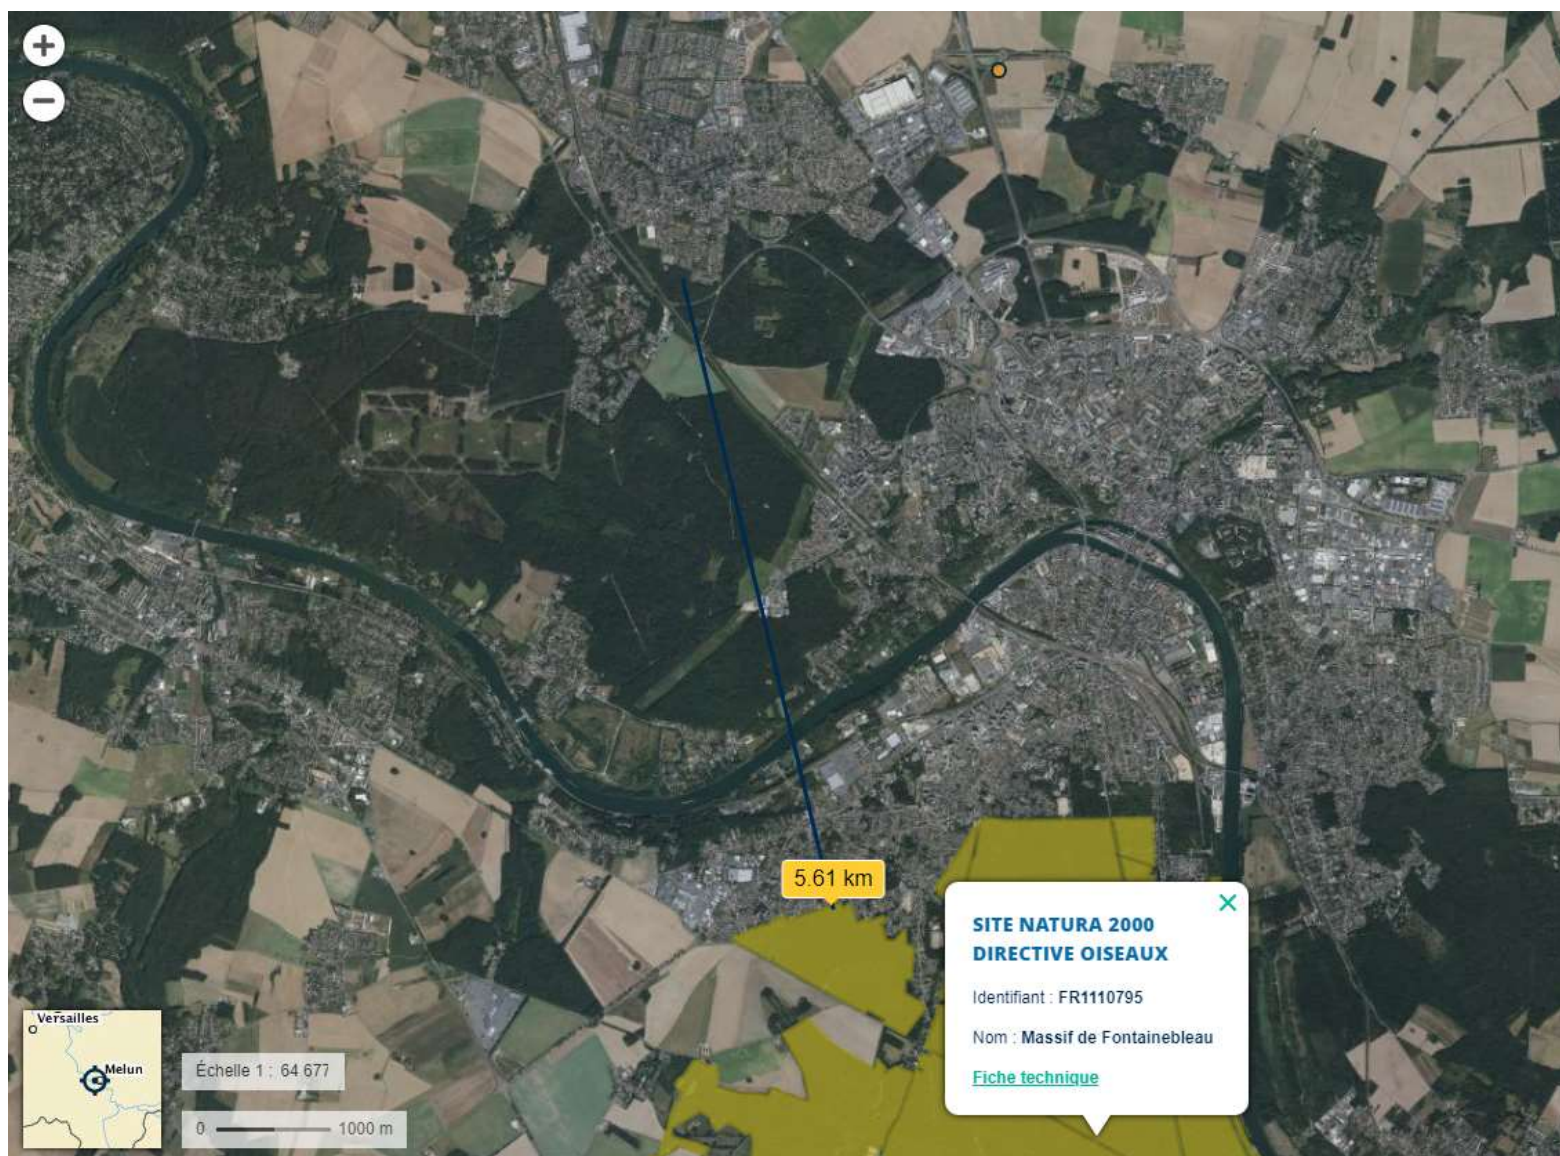 +
−
5.61 km
SITE NATURA 2000
DIRECTIVE OISEAUX
Identifiant : FR1110795
Nom : Massif de Fontainebleau
Fiche technique
Versailles
Melun
Échelle 1 : 64 677
0 1000 m